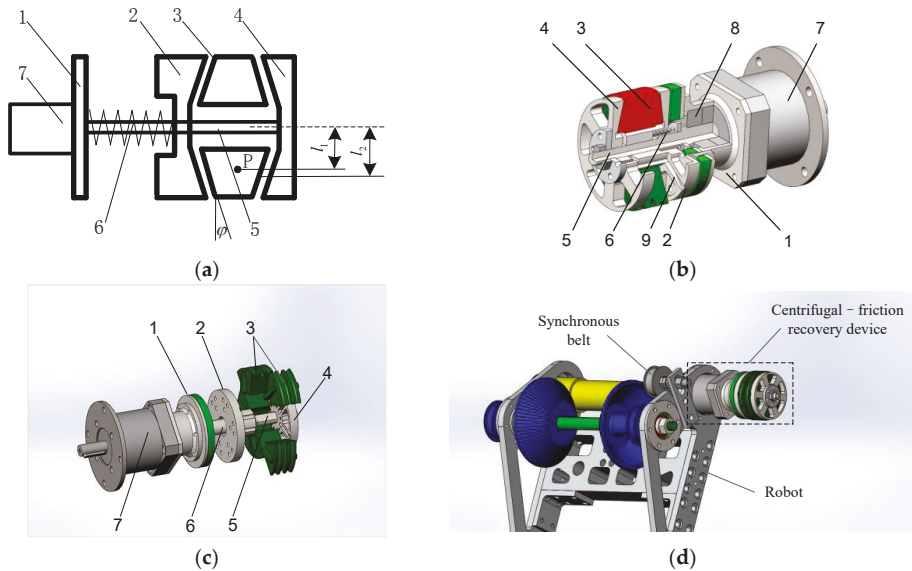 1
2
3
4
7
l₁
l₂
P
6
5
φ
(a)
4
3
8
7
5
6
9
2
1
(b)
1
2
3
4
7
6
5
(c)
Synchronous
belt
Centrifugal – friction
recovery device
Robot
(d)